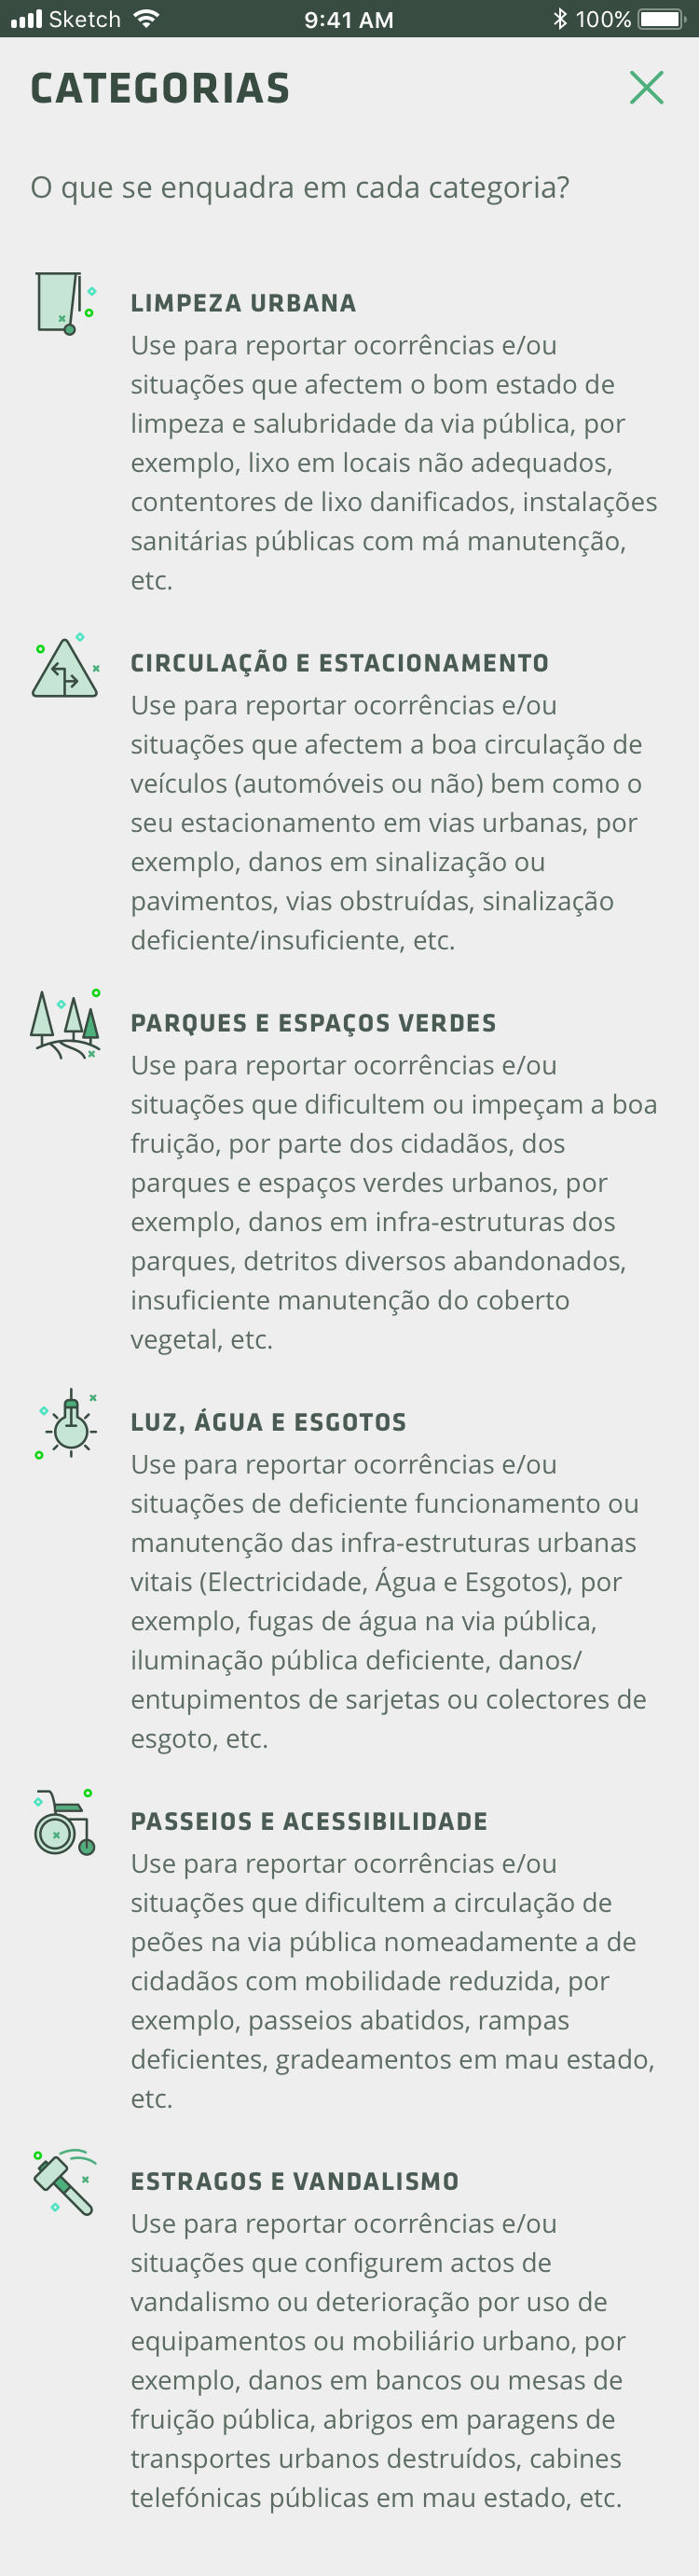 Sketch 9:41 AM 100%
CATEGORIAS
O que se enquadra em cada categoria?
LIMPEZA URBANA
Use para reportar ocorrências e/ou
situações que afectem o bom estado de
limpeza e salubridade da via pública, por
exemplo, lixo em locais não adequados,
contentores de lixo danificados, instalações
sanitárias públicas com má manutenção,
etc.
CIRCULAÇÃO E ESTACIONAMENTO
Use para reportar ocorrências e/ou
situações que afectem a boa circulação de
veículos (automóveis ou não) bem como o
seu estacionamento em vias urbanas, por
exemplo, danos em sinalização ou
pavimentos, vias obstruídas, sinalização
deficiente/insuficiente, etc.
PARQUES E ESPAÇOS VERDES
Use para reportar ocorrências e/ou
situações que dificultem ou impeçam a boa
fruição, por parte dos cidadãos, dos
parques e espaços verdes urbanos, por
exemplo, danos em infra-estruturas dos
parques, detritos diversos abandonados,
insuficiente manutenção do coberto
vegetal, etc.
LUZ, ÁGUA E ESGOTOS
Use para reportar ocorrências e/ou
situações de deficiente funcionamento ou
manutenção das infra-estruturas urbanas
vitais (Electricidade, Água e Esgotos), por
exemplo, fugas de água na via pública,
iluminação pública deficiente, danos/
entupimentos de sarjetas ou colectores de
esgoto, etc.
PASSEIOS E ACESSIBILIDADE
Use para reportar ocorrências e/ou
situações que dificultem a circulação de
peões na via pública nomeadamente a de
cidadãos com mobilidade reduzida, por
exemplo, passeios abatidos, rampas
deficientes, gradeamentos em mau estado,
etc.
ESTRAGOS E VANDALISMO
Use para reportar ocorrências e/ou
situações que configurem actos de
vandalismo ou deterioração por uso de
equipamentos ou mobiliário urbano, por
exemplo, danos em bancos ou mesas de
fruição pública, abrigos em paragens de
transportes urbanos destruídos, cabines
telefónicas públicas em mau estado, etc.